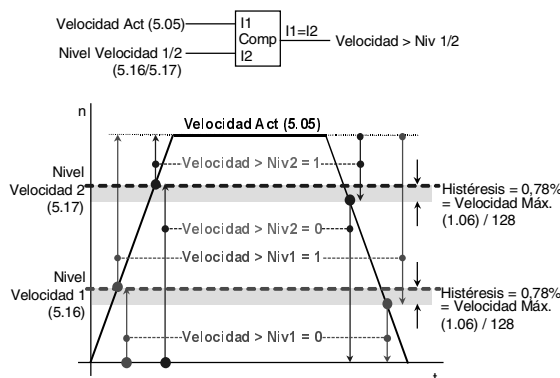 Velocidad Act (5.05)
I1
Comp
I1=I2
Velocidad > Niv 1/2
Nivel Velocidad 1/2
(5.16/5.17)
I2
n
Velocidad Act (5.05)
Velocidad > Niv2 = 1
Nivel
Velocidad 2
(5.17)
Histéresis = 0,78%
= Velocidad Máx.
(1.06) / 128
Velocidad > Niv2 = 0
Velocidad > Niv1 = 1
Nivel
Velocidad 1
(5.16)
Histéresis = 0,78%
= Velocidad Máx.
(1.06) / 128
Velocidad > Niv1 = 0
t